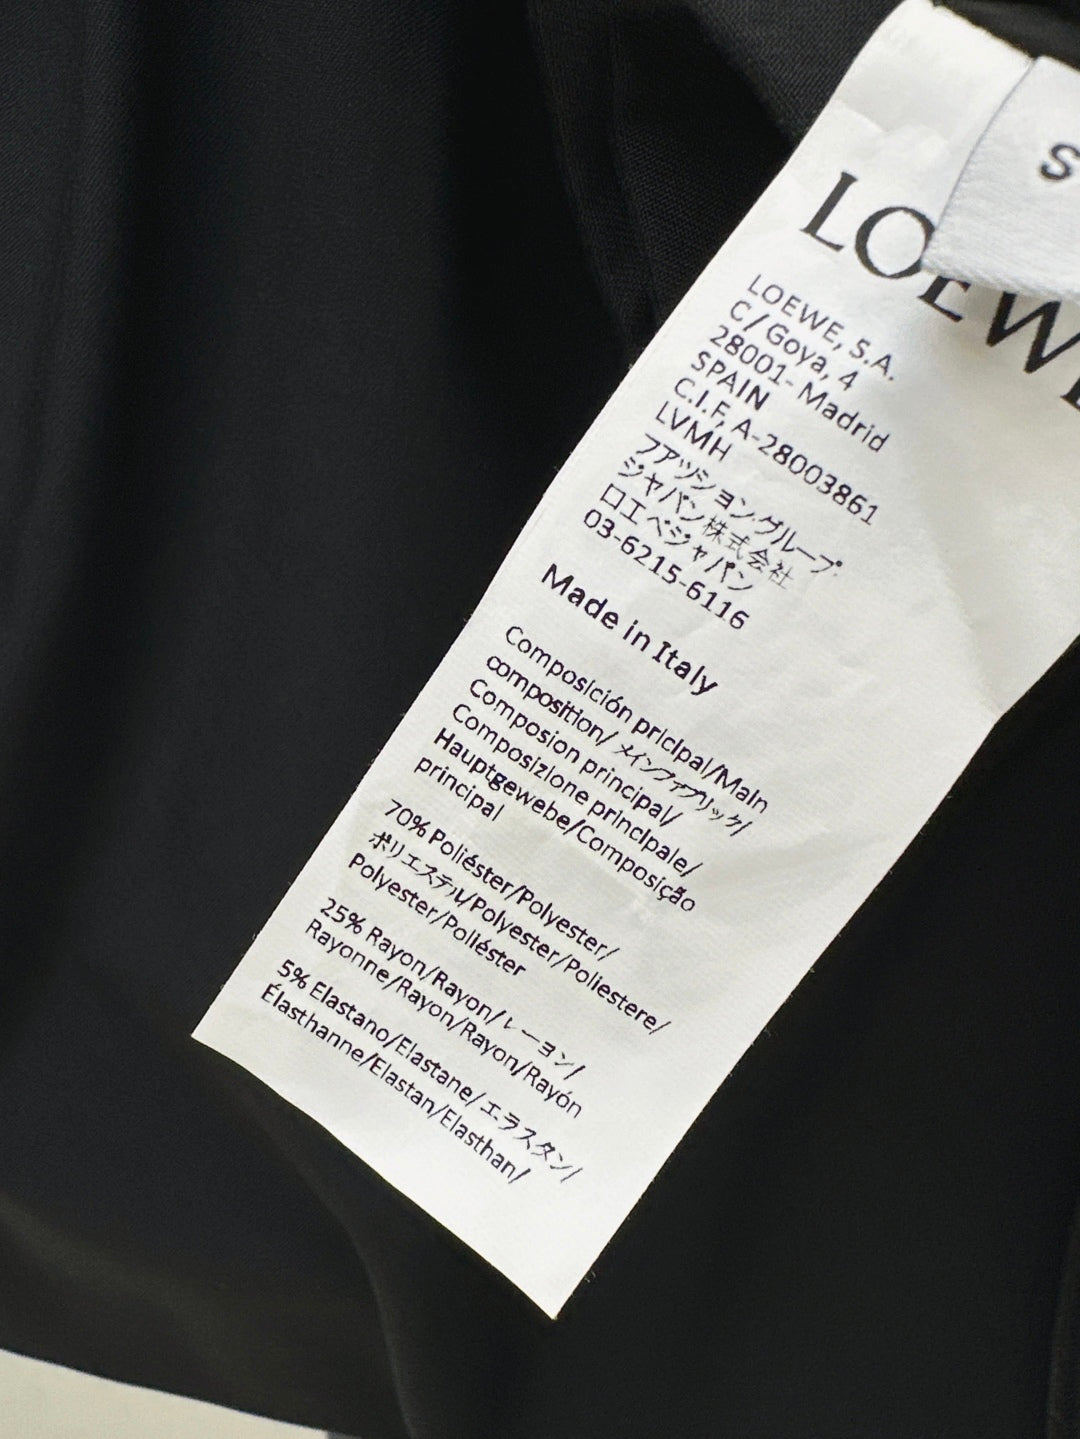 S
LOEWE
LOEWE, S.A.
C/Goya, 4
28001- Madrid
SPAIN
C.I.F, A-28003861
LVMH
フアッション.グループ.
ジヤパン株式会社
口エベジャパン
03-6215-6116
Made in Italy
Composición pricipal/Main
composition/メインファブリック/
Composion principal/
Composizione principale/
Hauptgewebe/Composição
principal
70% Poliéster/Polyester/
ポリエステル/Polyester/Poliestere/
Polyester/Poliéster
25% Rayon/Rayon/レーヨン/
Rayonne/Rayon/Rayon/Rayón
5% Elastano/Elastane/エラスタン/
Élasthanne/Elastan/Elasthan/